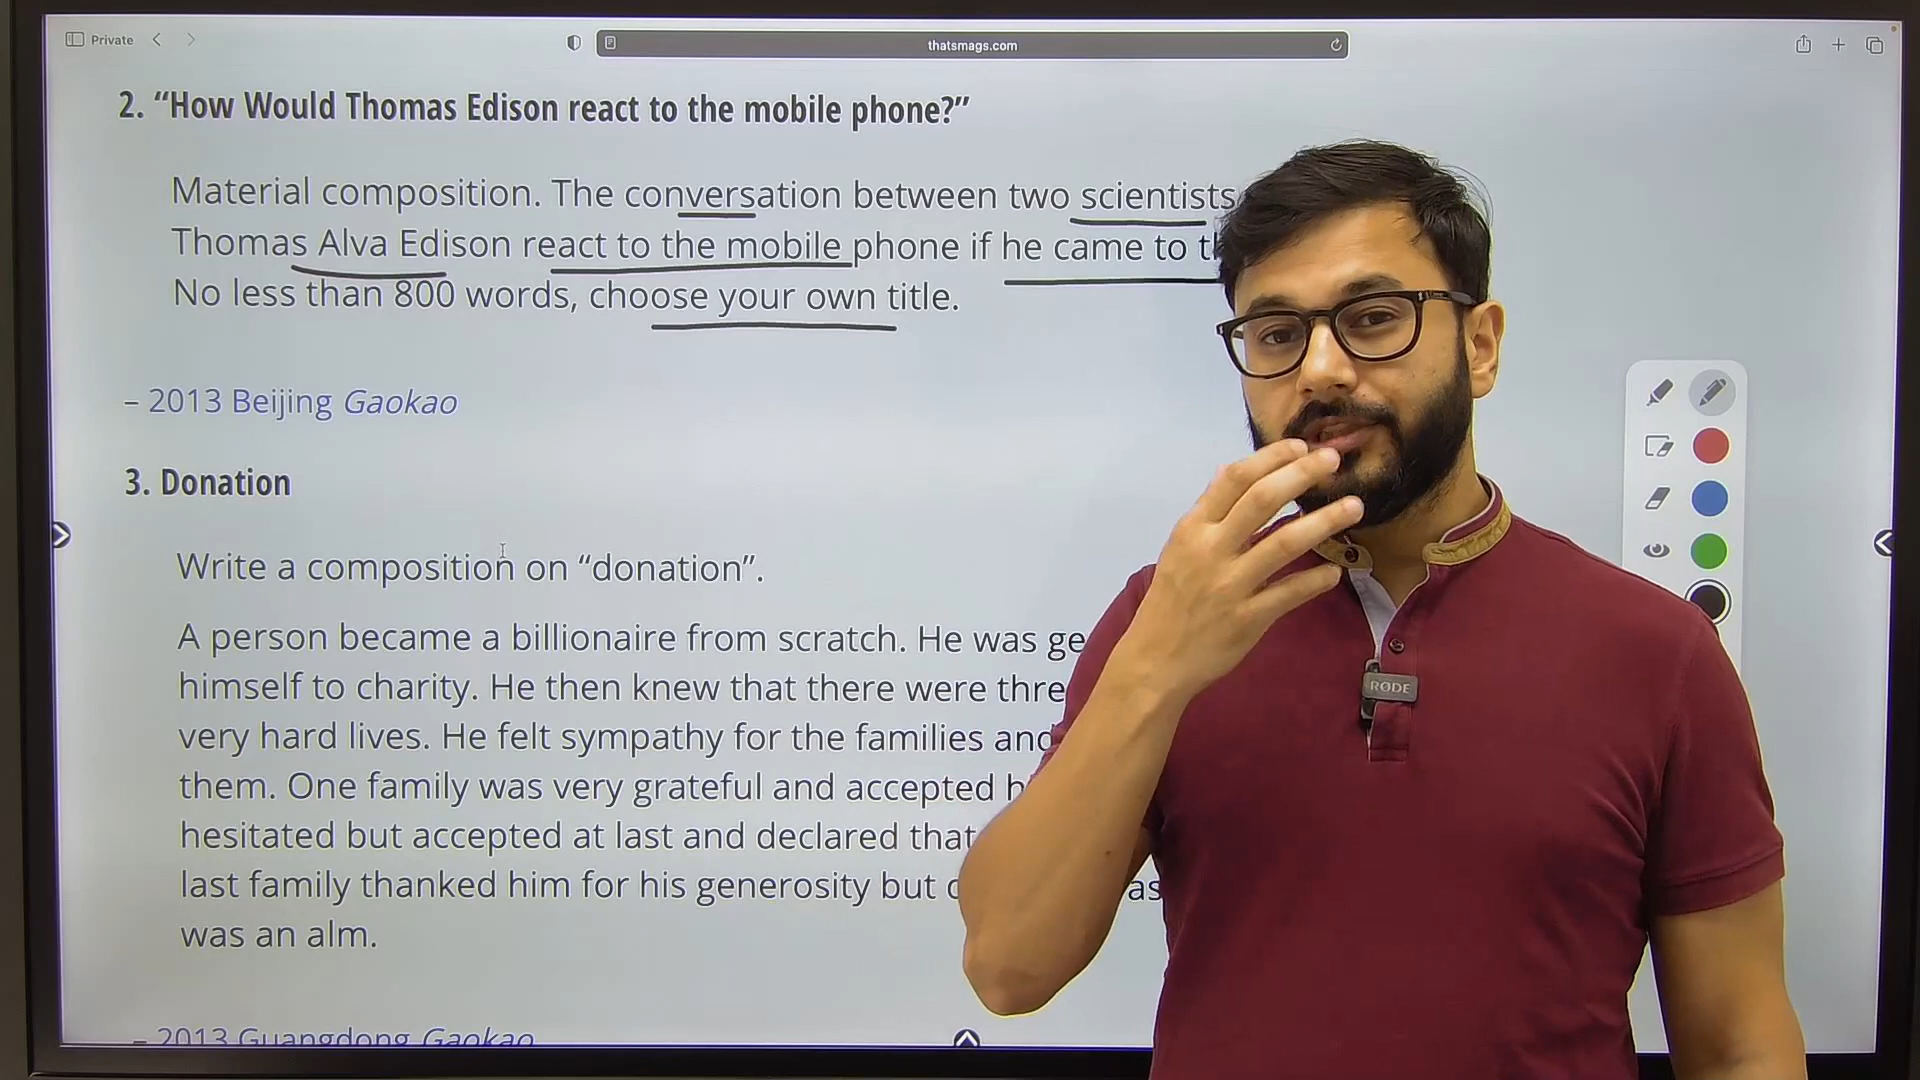 Private
thatsmags.com
2. “How Would Thomas Edison react to the mobile phone?”
Material composition. The conversation between two scientists
Thomas Alva Edison react to the mobile phone if he came to
No less than 800 words, choose your own title.
– 2013 Beijing Gaokao
3. Donation
Write a composition on “donation”.
A person became a billionaire from scratch. He was
himself to charity. He then knew that there were
very hard lives. He felt sympathy for the families and
them. One family was very grateful and accepted
hesitated but accepted at last and declared that
last family thanked him for his generosity but
was an alm.
– 2013 Guangdong Gaokao
RØDE